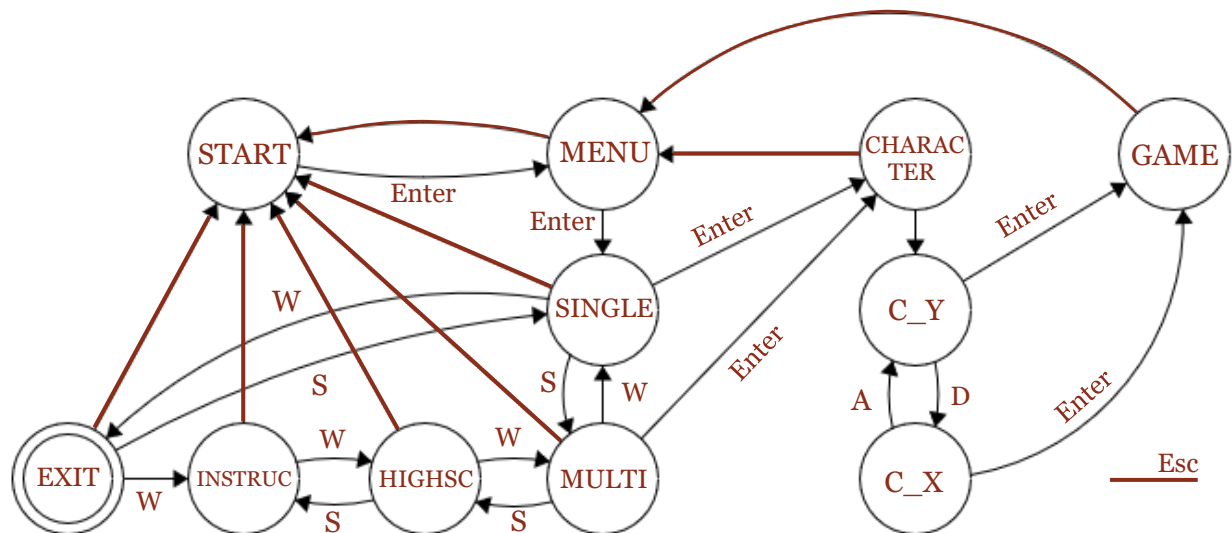 START
MENU
CHARAC
TER
GAME
Enter
Enter
Enter
Enter
W
SINGLE
C_Y
S
S
W
Enter
A
D
Enter
EXIT
W
INSTRUC
W
S
HIGHSC
W
S
MULTI
C_X
Esc